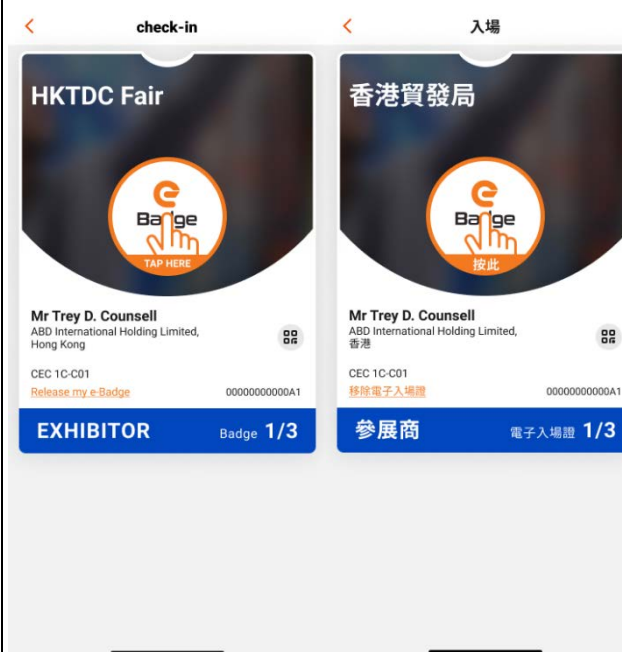 check-in
HKTDC Fair
e
Badge
TAP HERE
Mr Trey D. Counsell
ABD International Holding Limited,
Hong Kong
CEC 1C-C01
Release my e-Badge
00000000000A1
EXHIBITOR
Badge 1/3
入場
香港貿發局
e
Badge
按此
Mr Trey D. Counsell
ABD International Holding Limited,
香港
CEC 1C-C01
移除電子入場證
00000000000A1
參展商
電子入場證 1/3